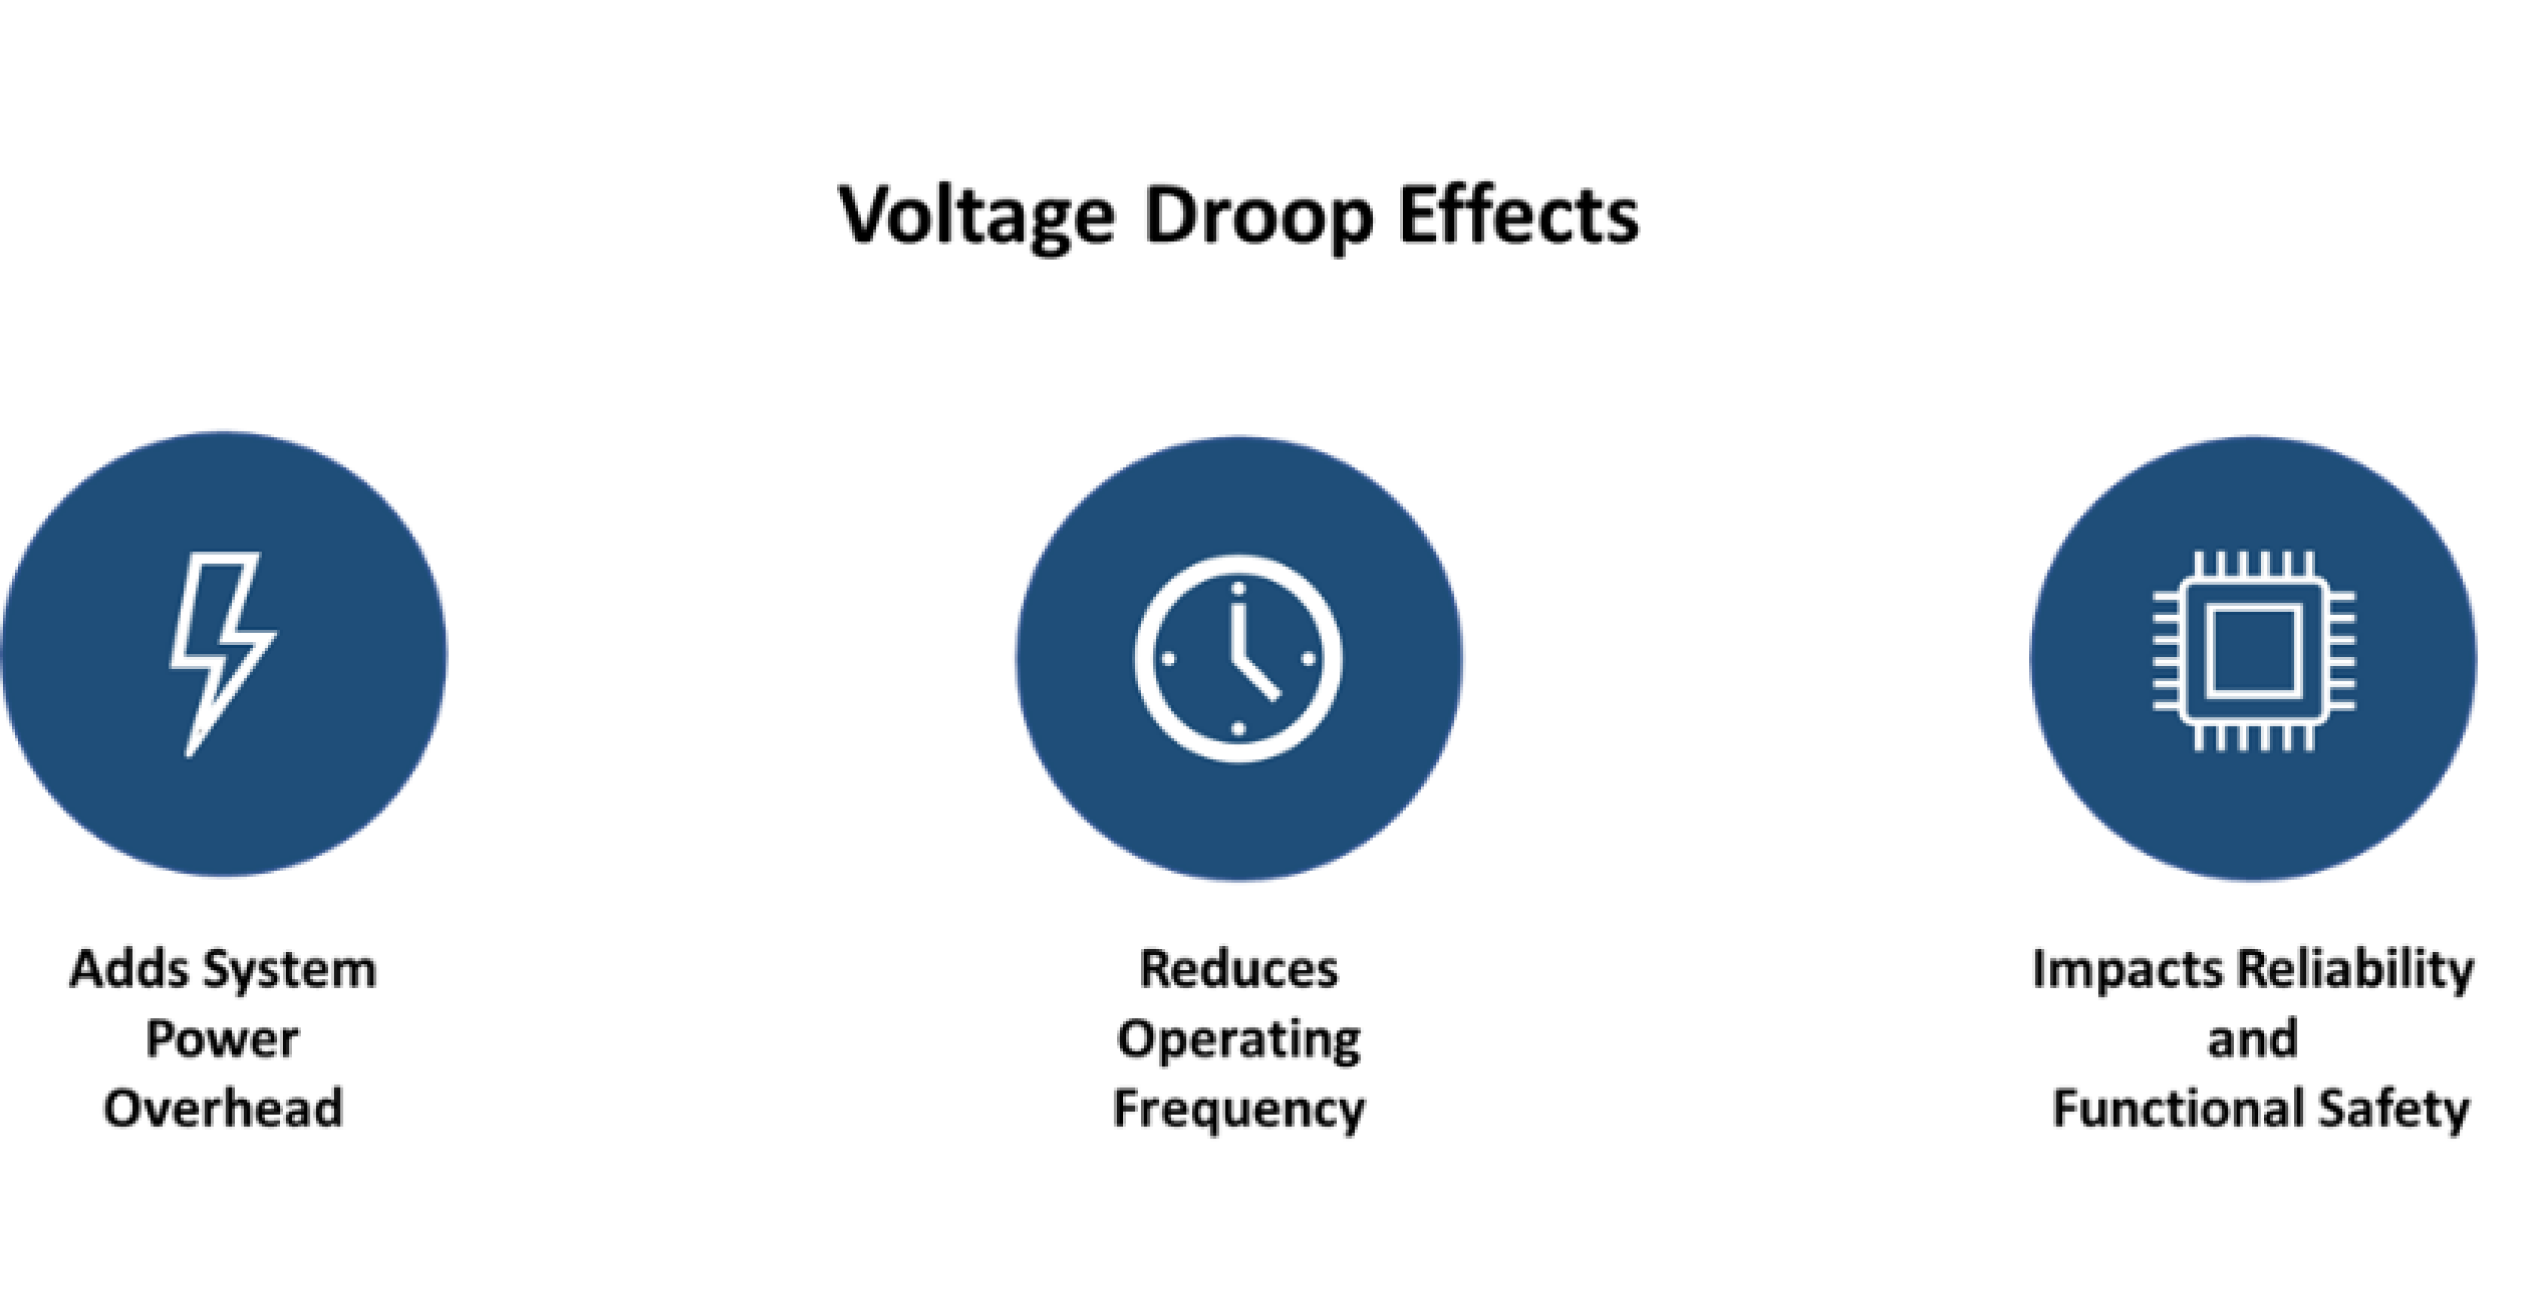 Voltage Droop Effects
Adds System
Power
Overhead
Reduces
Operating
Frequency
Impacts Reliability
and
Functional Safety